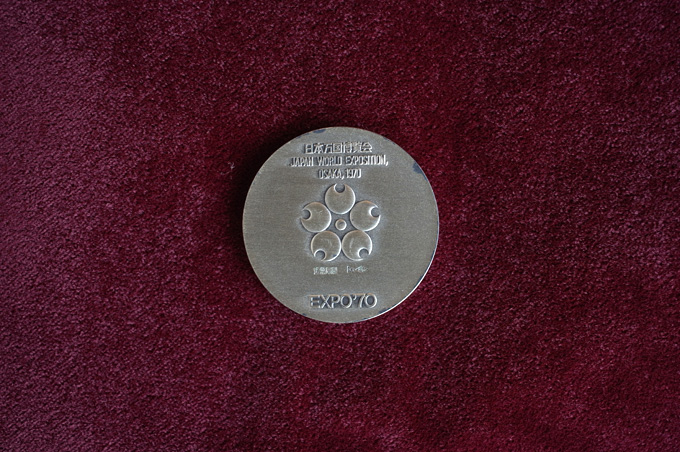 日本万国博覧会
JAPAN WORLD EXPOSITION,
OSAKA, 1970
EXPO'70